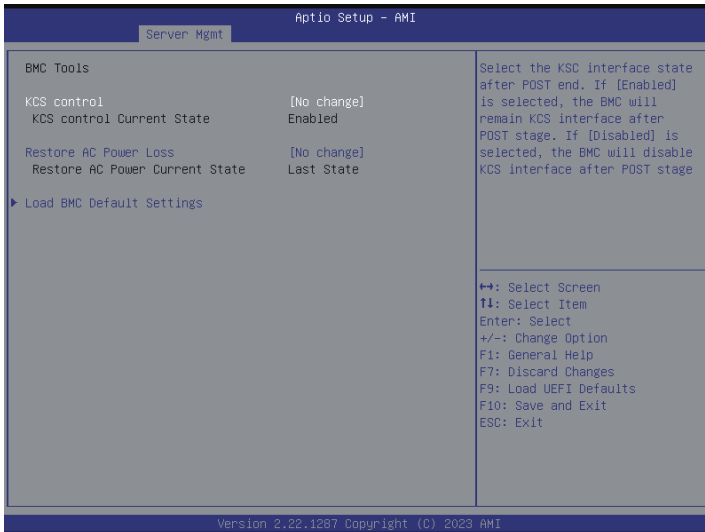 Aptio Setup – AMI
Server Mgmt
BMC Tools
KCS control [No change]
KCS control Current State Enabled
Restore AC Power Loss [No change]
Restore AC Power Current State Last State
▶ Load BMC Default Settings
Select the KSC interface state
after POST end. If [Enabled]
is selected, the BMC will
remain KCS interface after
POST stage. If [Disabled] is
selected, the BMC will disable
KCS interface after POST stage
↔: Select Screen
↑↓: Select Item
Enter: Select
+/-: Change Option
F1: General Help
F7: Discard Changes
F9: Load UEFI Defaults
F10: Save and Exit
ESC: Exit
Version 2.22.1287 Copyright (C) 2023 AMI